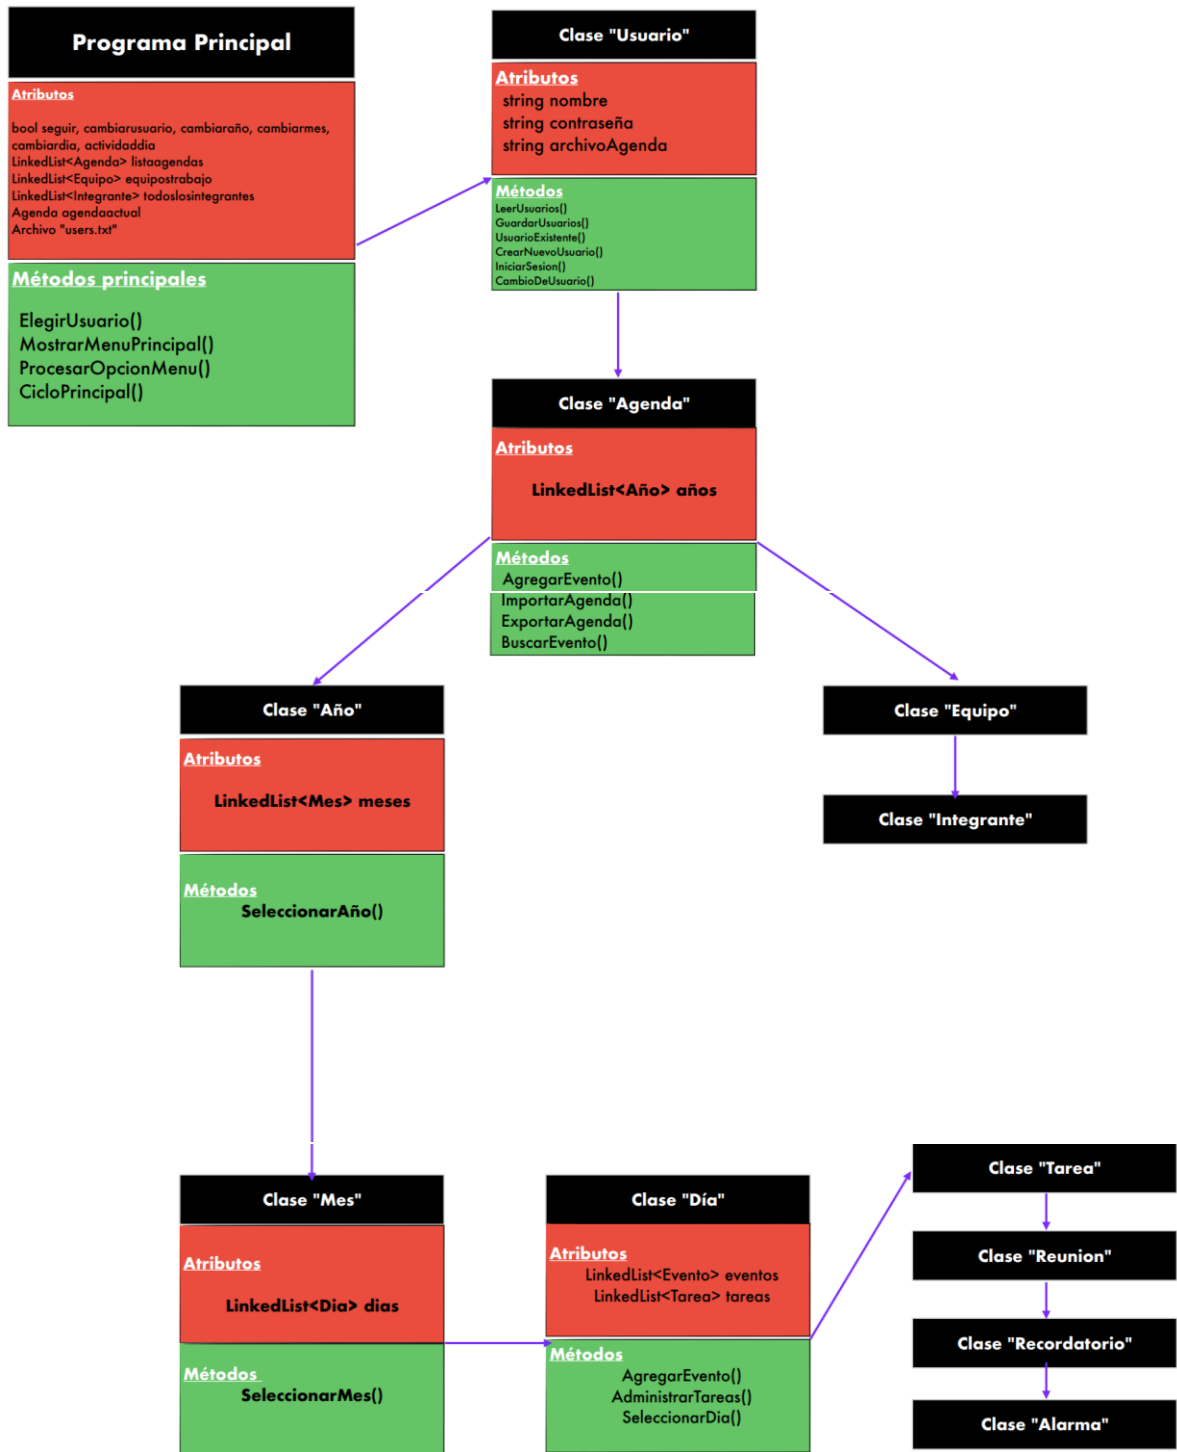 Programa Principal
Atributos
bool seguir, cambiarusuario, cambiaraño, cambiarmes,
cambiardia, actividaddia
LinkedList<Agenda> listaagendas
LinkedList<Equipo> equipostrabajo
LinkedList<Integrante> todoslosintegrantes
Agenda agendaactual
Archivo "users.txt"
Métodos principales
ElegirUsuario()
MostrarMenuPrincipal()
ProcesarOpcionMenu()
CicloPrincipal()
Clase "Usuario"
Atributos
string nombre
string contraseña
string archivoAgenda
Métodos
LeerUsuarios()
GuardarUsuarios()
UsuarioExistente()
CrearNuevoUsuario()
IniciarSesion()
CambioDeUsuario()
Clase "Agenda"
Atributos
LinkedList<Año> años
Métodos
AgregarEvento()
ImportarAgenda()
ExportarAgenda()
BuscarEvento()
Clase "Año"
Atributos
LinkedList<Mes> meses
Métodos
SeleccionarAño()
Clase "Equipo"
Clase "Integrante"
Clase "Mes"
Atributos
LinkedList<Dia> dias
Métodos
SeleccionarMes()
Clase "Día"
Atributos
LinkedList<Evento> eventos
LinkedList<Tarea> tareas
Métodos
AgregarEvento()
AdministrarTareas()
SeleccionarDia()
Clase "Tarea"
Clase "Reunion"
Clase "Recordatorio"
Clase "Alarma"